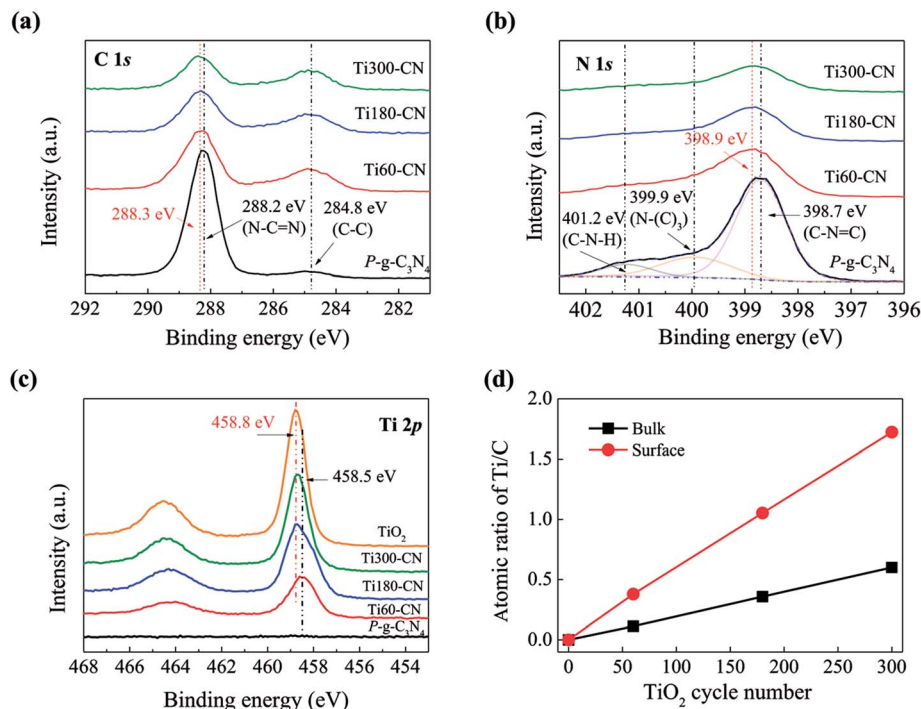 (a)
C 1s
Ti300-CN
Ti180-CN
Ti60-CN
288.3 eV
288.2 eV
(N-C=N)
284.8 eV
(C-C)
P-g-C₃N₄
292 290 288 286 284 282
Binding energy (eV)
Intensity (a.u.)
(b)
N 1s
Ti300-CN
Ti180-CN
398.9 eV
Ti60-CN
399.9 eV
(N-(C)₃)
401.2 eV
(C-N-H)
398.7 eV
(C-N=C)
P-g-C₃N₄
402 401 400 399 398 397 396
Binding energy (eV)
Intensity (a.u.)
(c)
Ti 2p
458.8 eV
458.5 eV
TiO₂
Ti300-CN
Ti180-CN
Ti60-CN
P-g-C₃N₄
468 466 464 462 460 458 456 454
Binding energy (eV)
Intensity (a.u.)
(d)
Bulk
Surface
2.0
1.5
1.0
0.5
0.0
0 50 100 150 200 250 300
TiO₂ cycle number
Atomic ratio of Ti/C